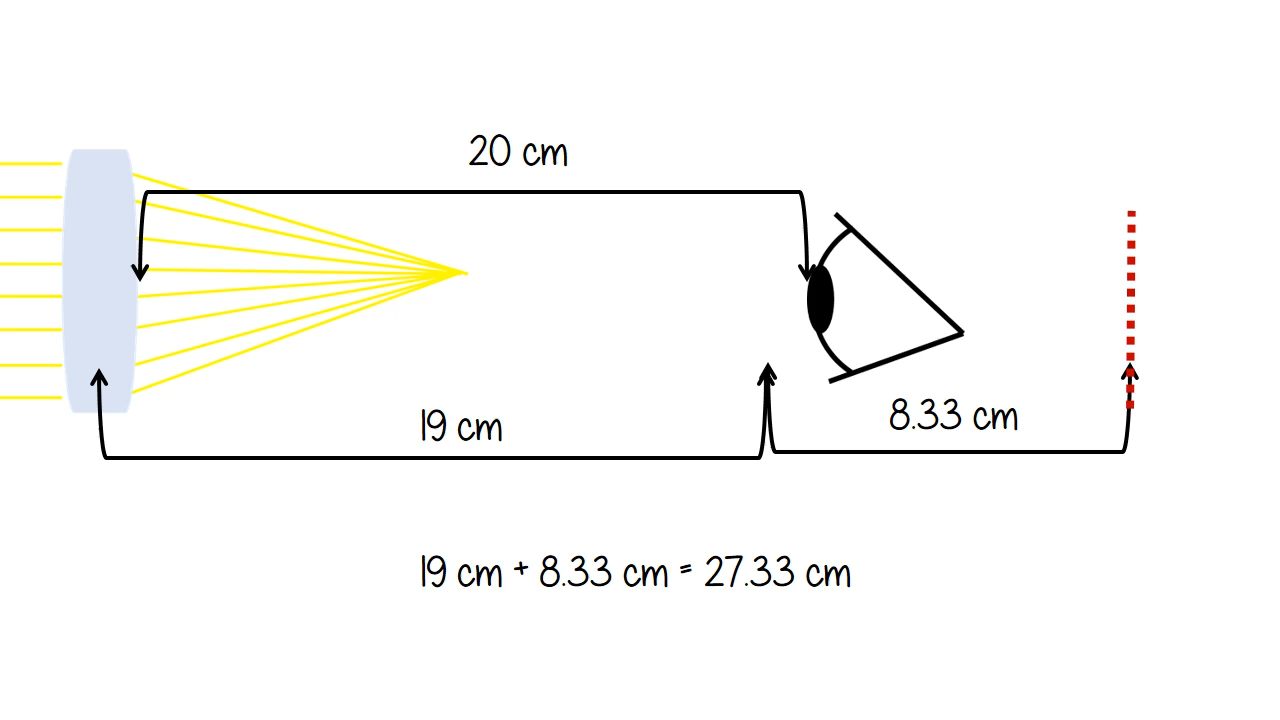 20 cm
19 cm
8.33 cm
19 cm + 8.33 cm = 27.33 cm